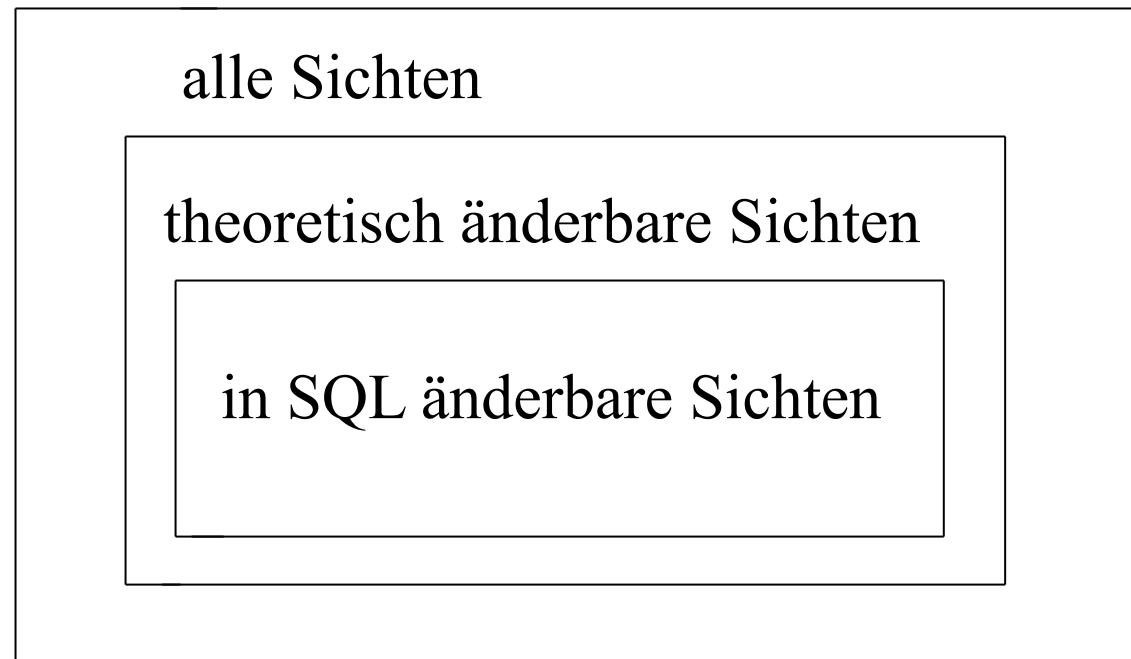 alle Sichten
theoretisch änderbare Sichten
in SQL änderbare Sichten